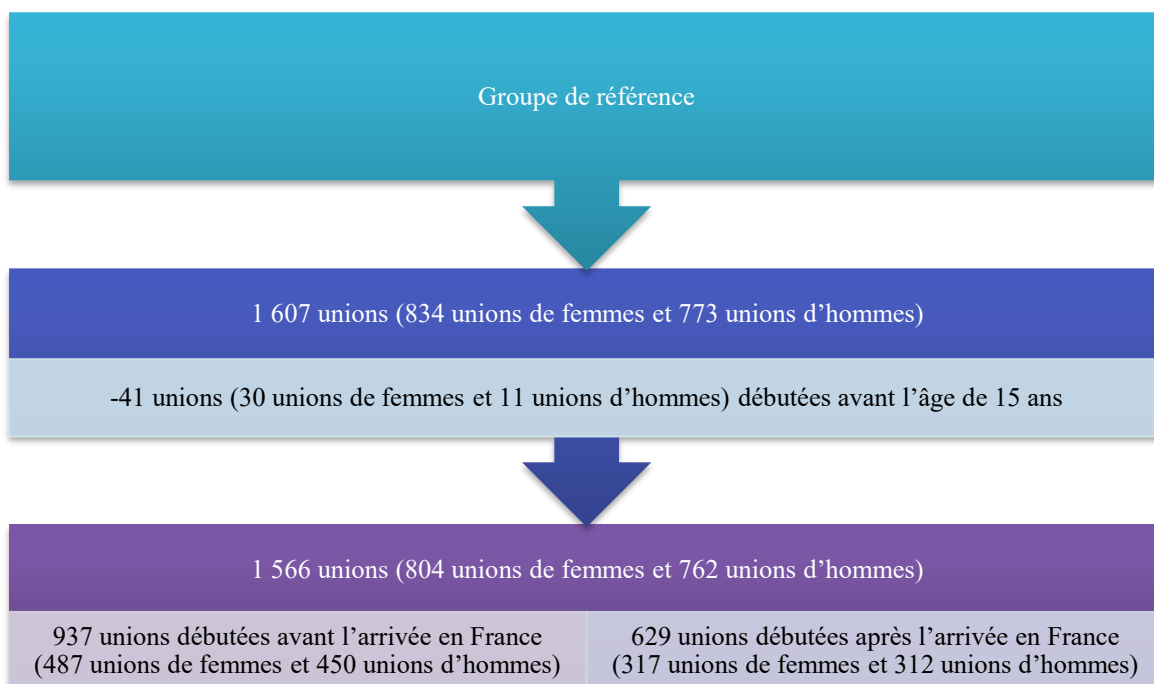 Groupe de référence
1 607 unions (834 unions de femmes et 773 unions d’hommes)
-41 unions (30 unions de femmes et 11 unions d’hommes) débutées avant l’âge de 15 ans
1 566 unions (804 unions de femmes et 762 unions d’hommes)
937 unions débutées avant l’arrivée en France
(487 unions de femmes et 450 unions d’hommes)
629 unions débutées après l’arrivée en France
(317 unions de femmes et 312 unions d’hommes)